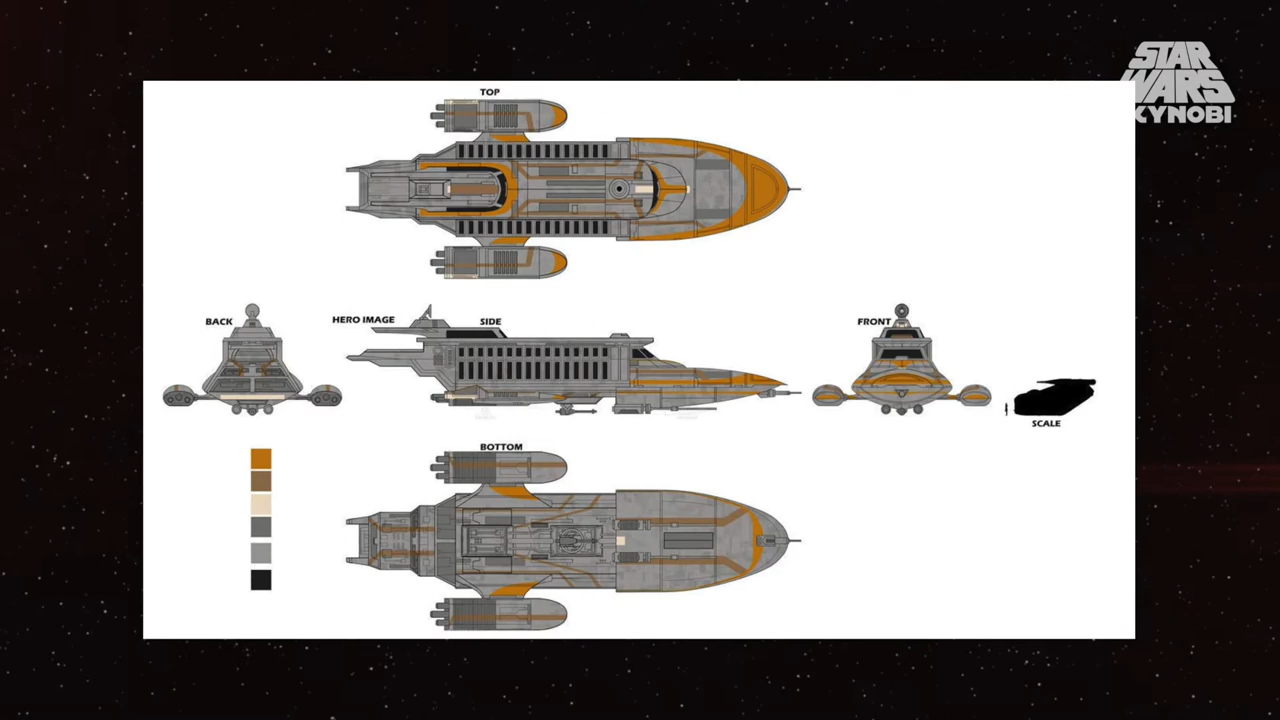 STAR
WARS
KYNOBI
TOP
BACK
HERO IMAGE
SIDE
FRONT
SCALE
BOTTOM